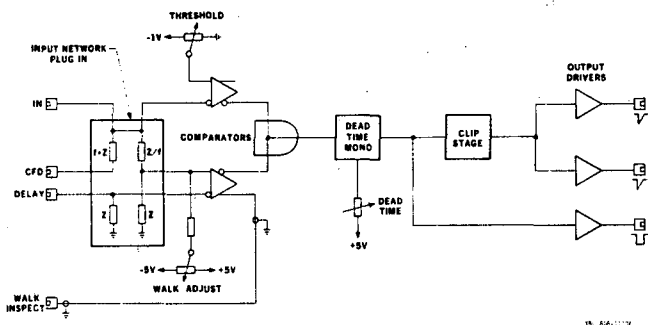 THRESHOLD
-1V
INPUT NETWORK
PLUG IN
IN
f•Z
Z/f
CFD
DELAY
Z
Z
COMPARATORS
DEAD
TIME
MONO
CLIP
STAGE
OUTPUT
DRIVERS
DEAD
TIME
+5V
-5V
+5V
WALK ADJUST
WALK
INSPECT